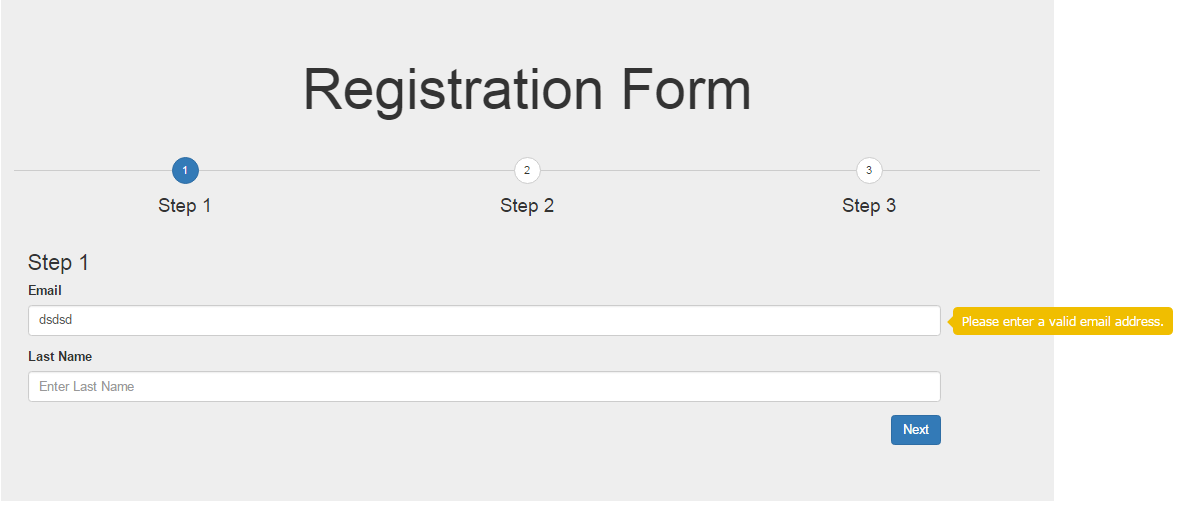 Registration Form
1 2 3
Step 1 Step 2 Step 3
Step 1
Email
dsdsd Please enter a valid email address.
Last Name
Enter Last Name
Next